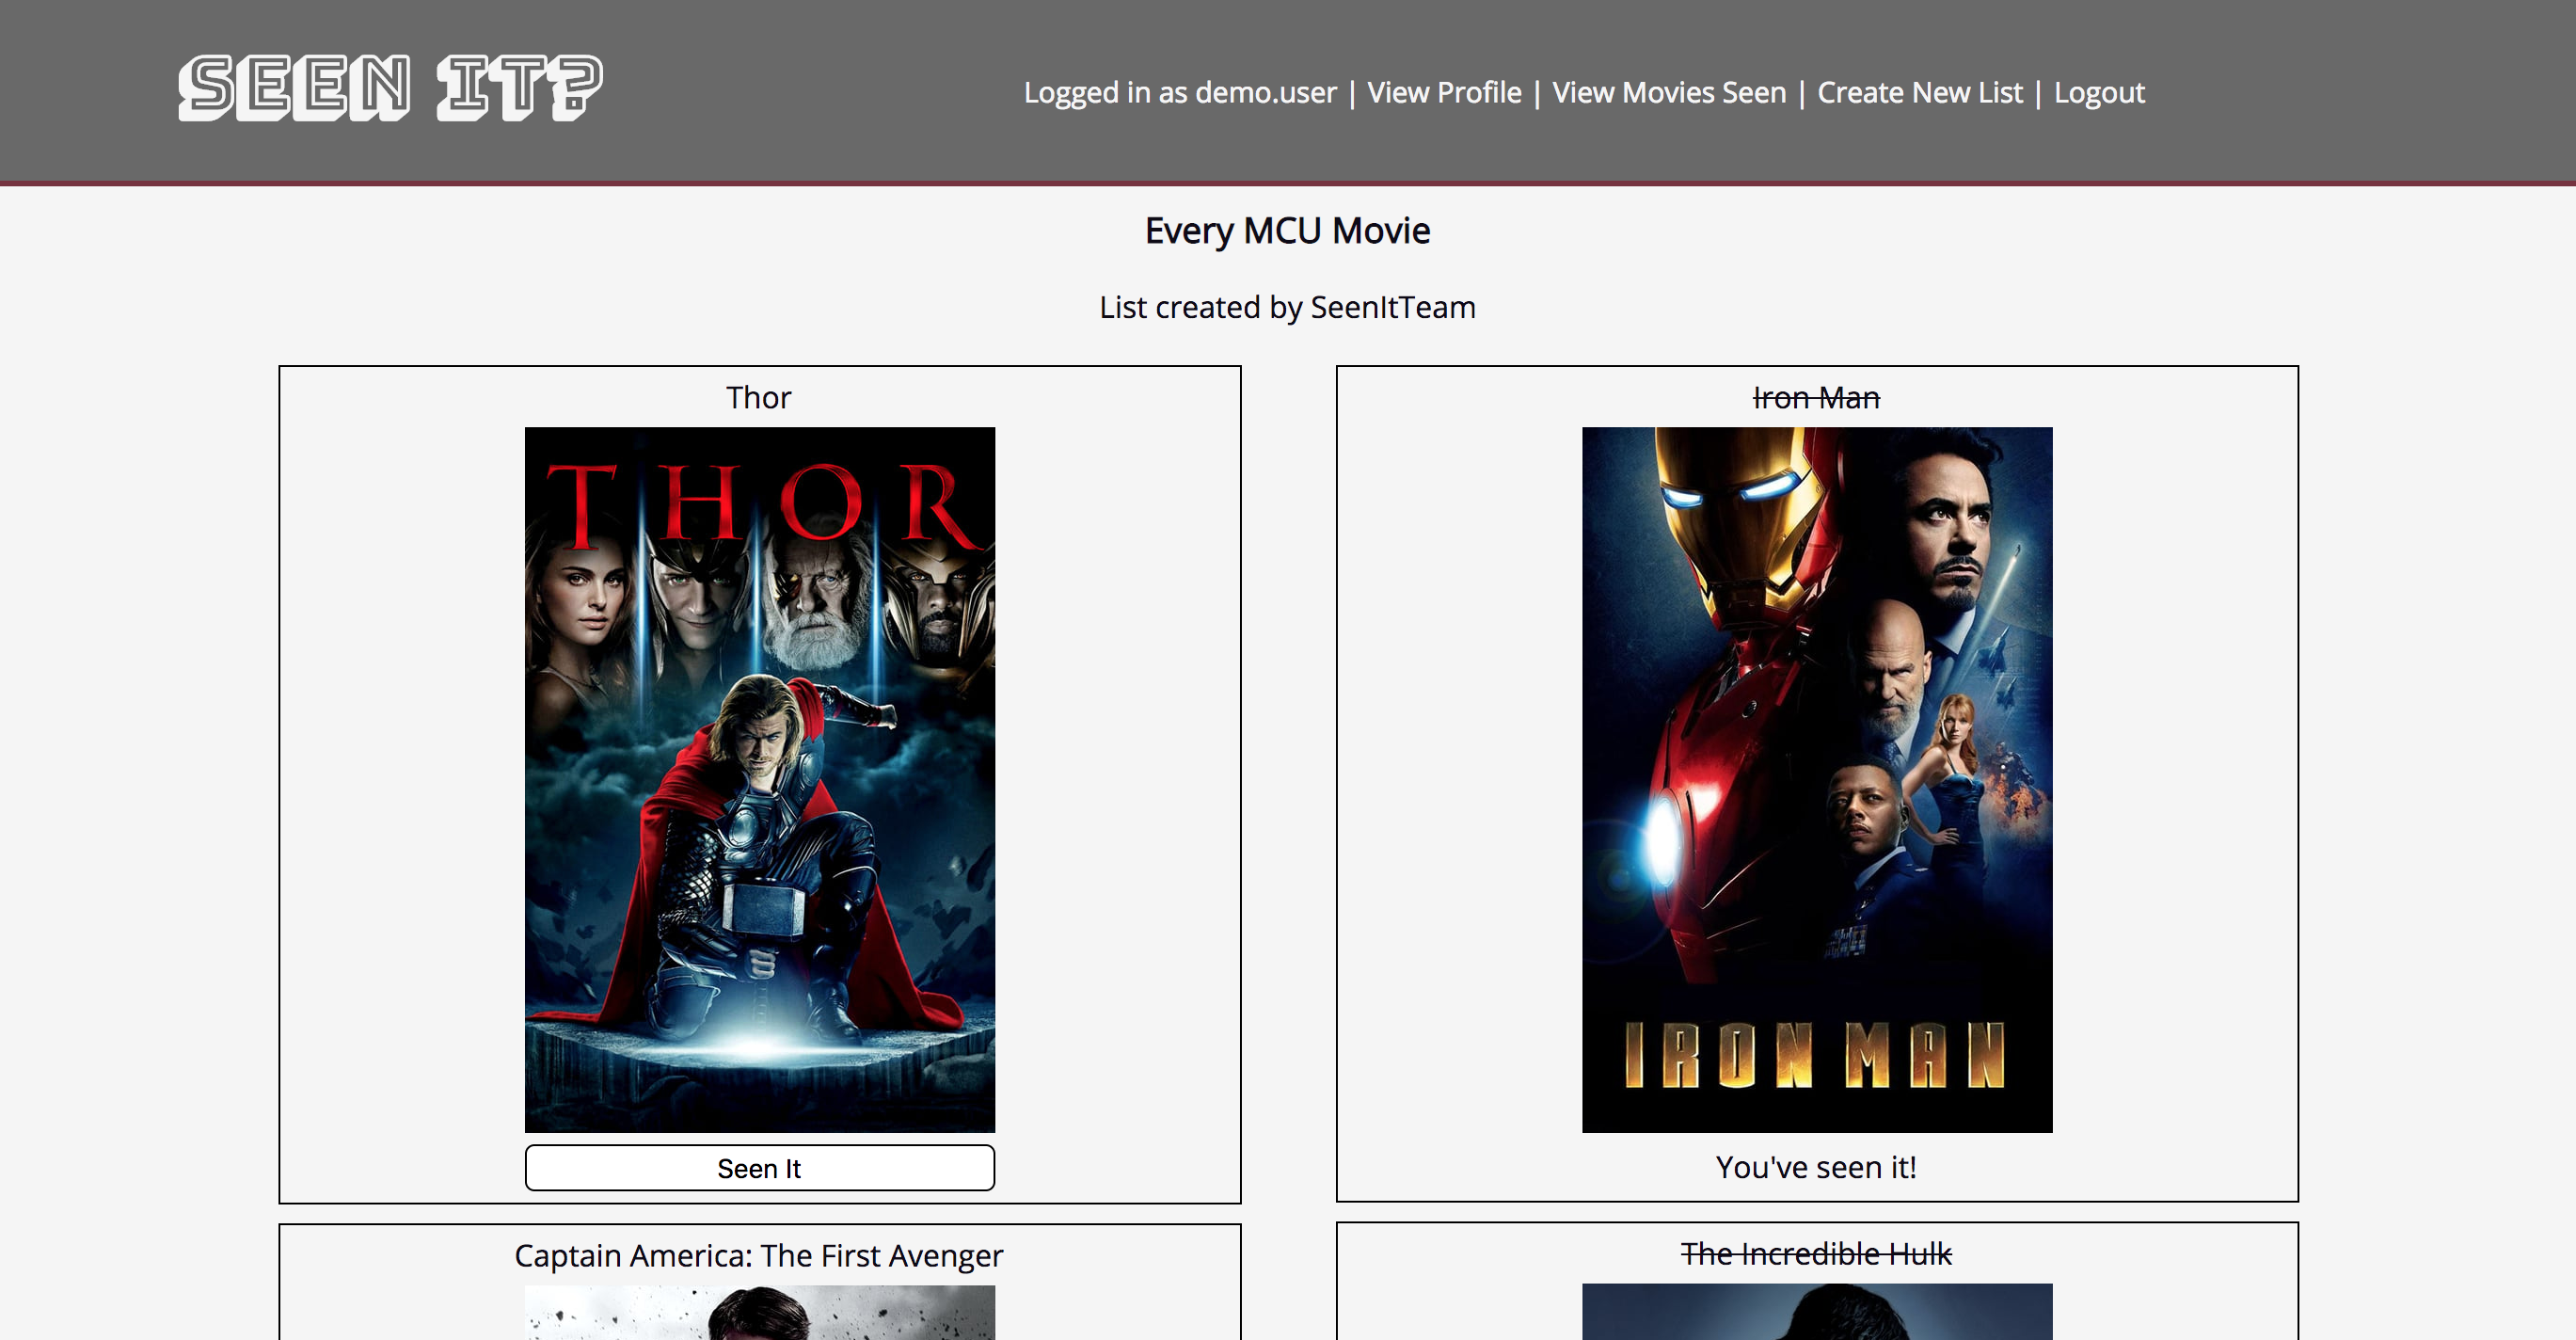 SEEN IT?
Logged in as demo.user | View Profile | View Movies Seen | Create New List | Logout
Every MCU Movie
List created by SeenItTeam
Thor
THOR
Seen It
Iron Man
IRON MAN
You've seen it!
Captain America: The First Avenger
The Incredible Hulk